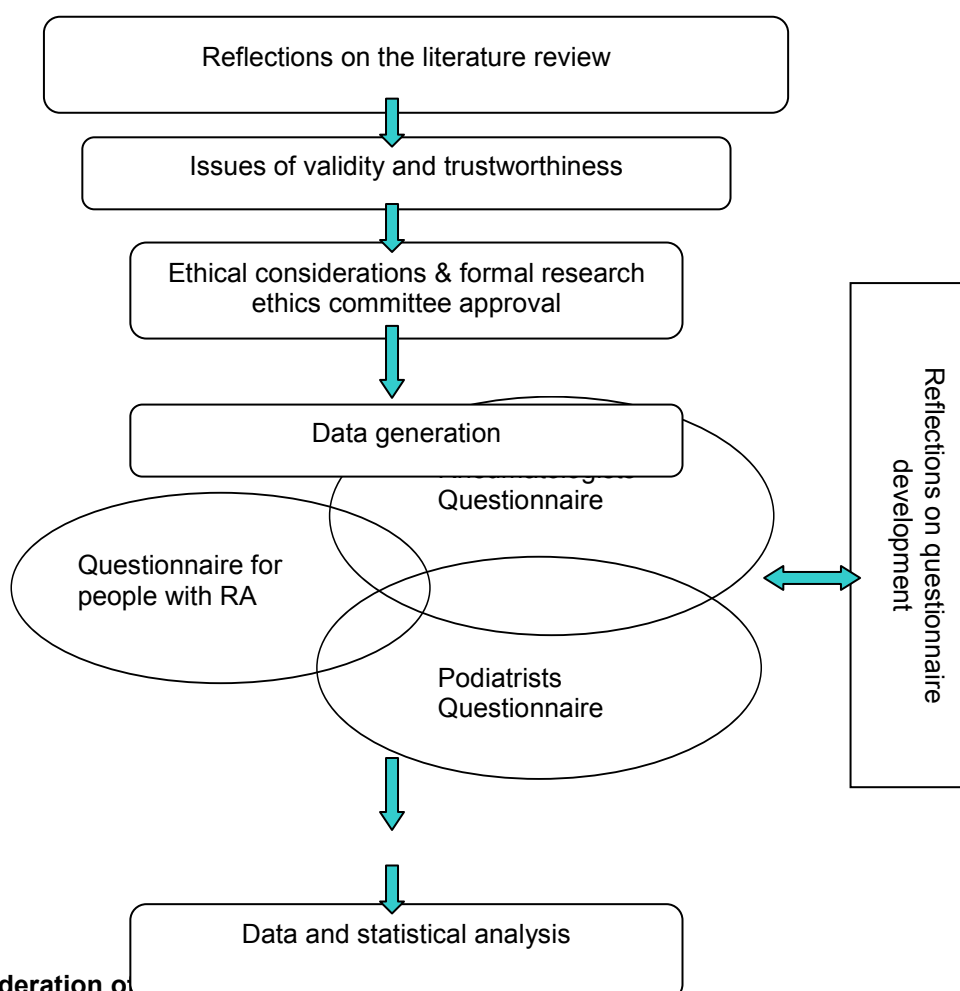 Reflections on the literature review
Issues of validity and trustworthiness
Ethical considerations & formal research
ethics committee approval
Data generation
Questionnaire
Questionnaire for
people with RA
Podiatrists
Questionnaire
Reflections on questionnaire
development
Data and statistical analysis